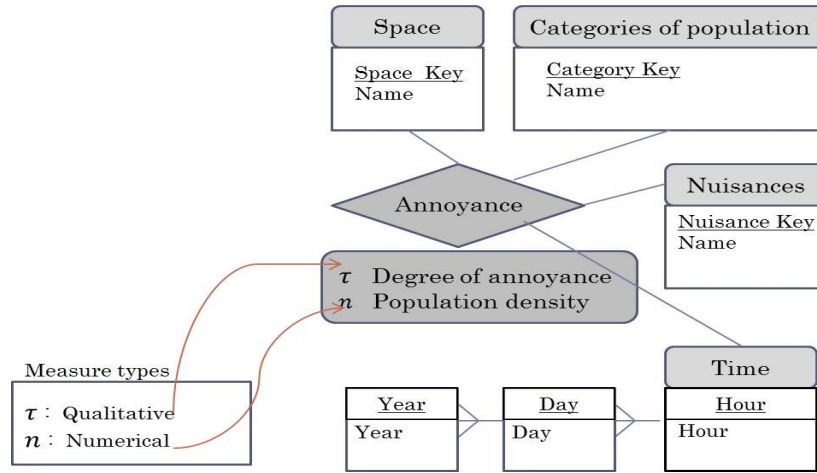 Space
Space Key
Name
Categories of population
Category Key
Name
Annoyance
Nuisances
Nuisance Key
Name
τ Degree of annoyance
n Population density
Measure types
τ : Qualitative
n : Numerical
Time
Year
Year
Day
Day
Hour
Hour